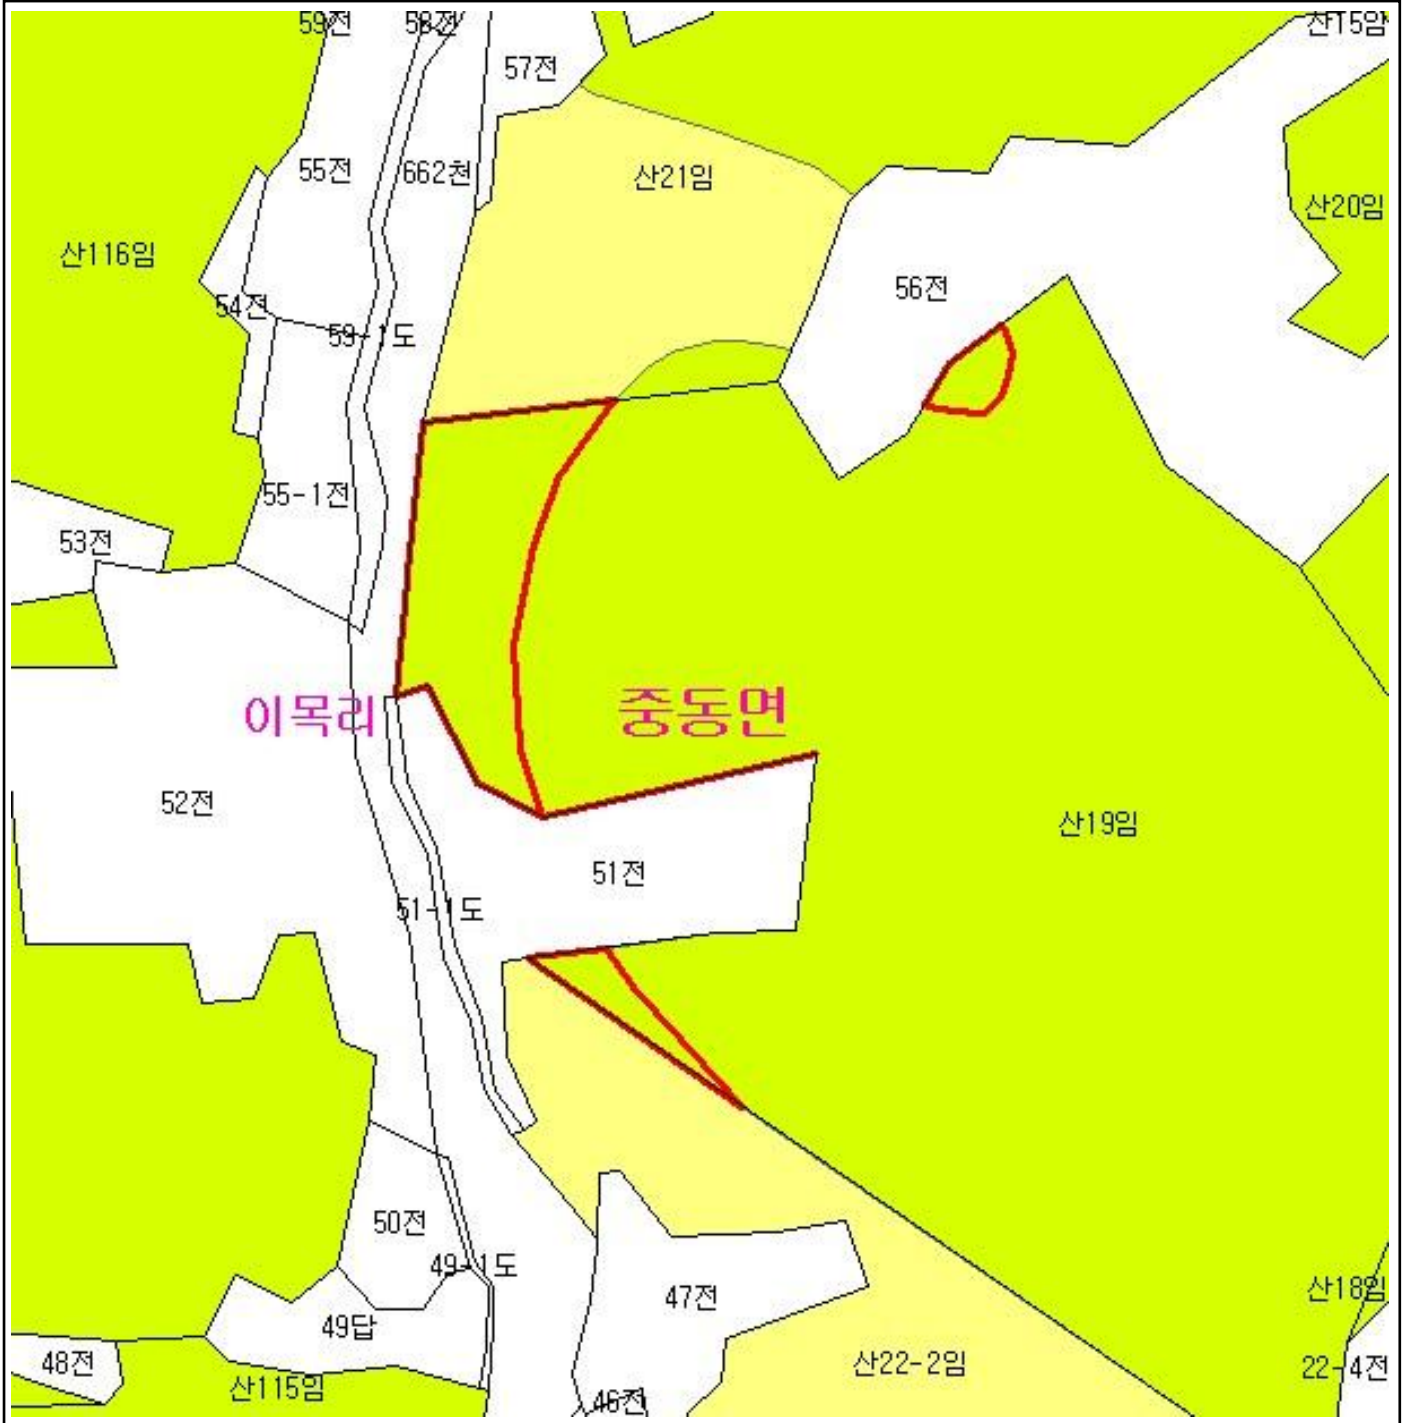 59전
58전
산15임
57전
55전
662천
산21임
산20임
산116임
56전
54전
59-1도
55-1전
53전
이목리
중동면
52전
산19임
51전
51-1도
50전
49-1도
산18임
47전
49답
48전
산22-2임
22-4전
산115임
46전